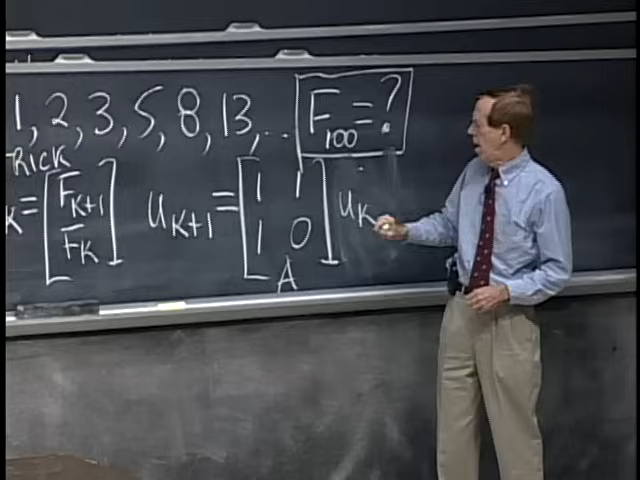 1, 2, 3, 5, 8, 13, ... F100=?
RICK
K = [FK+1 FK] uK+1 = [1 1 1 0] uK
A